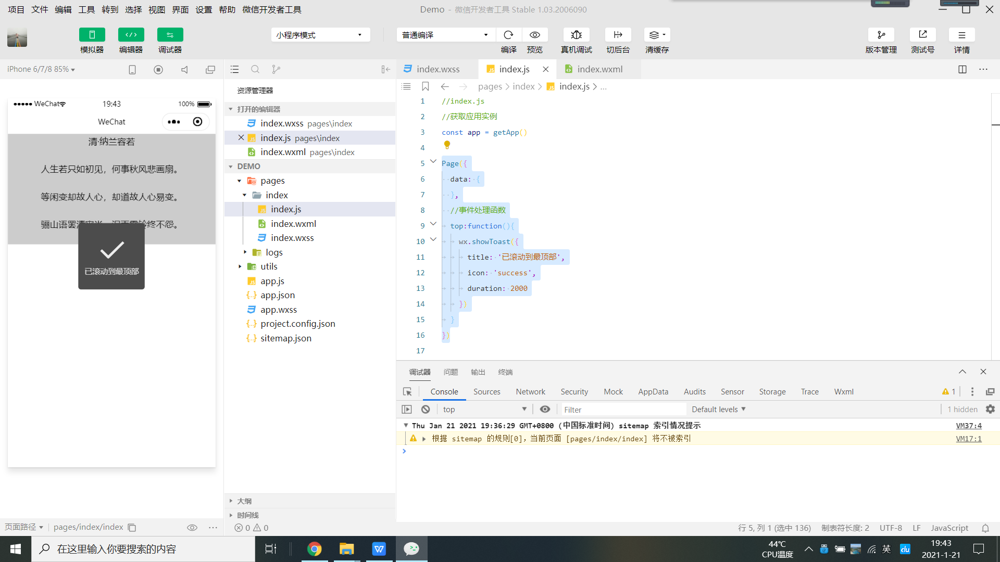 项目 文件 编辑 工具 转到 选择 视图 界面 设置 帮助 微信开发者工具
Demo - 微信开发者工具 Stable 1.03.2006090
模拟器 编辑器 调试器
小程序模式
普通编译
编译 预览 真机调试 切后台 清缓存
版本管理 测试号 详情
iPhone 6/7/8 85%
WeChat 19:43 100%
WeChat
清·纳兰容若
人生若只如初见，何事秋风悲画扇。
等闲变却故人心，却道故人心易变。
骊山语罢清宵半，泪雨霖铃终不怨。
已滚动到最顶部
页面路径 pages/index/index
资源管理器
打开的编辑器
index.wxss pages\index
index.js pages\index
index.wxml pages\index
DEMO
pages
index
index.js
index.wxml
index.wxss
logs
utils
app.js
app.json
app.wxss
project.config.json
sitemap.json
大纲
时间线
0 0
index.wxss index.js index.wxml
pages > index > index.js > ...
1 //index.js
2 //获取应用实例
3 const app = getApp()
4
5 Page({
6 data: {
7 },
8 //事件处理函数
9 top:function(){
10 wx.showToast({
11 title: '已滚动到最顶部',
12 icon: 'success',
13 duration: 2000
14 })
15 }
16 })
17
调试器 问题 输出 终端
Console Sources Network Security Mock AppData Audits Sensor Storage Trace Wxml 1
top Filter Default levels 1 hidden
Thu Jan 21 2021 19:36:29 GMT+0800 (中国标准时间) sitemap 索引情况提示 VM37:4
根据 sitemap 的规则[0]，当前页面 [pages/index/index] 将不被索引 VM17:1
行 5, 列 1 (选中 136) 制表符长度: 2 UTF-8 LF JavaScript
在这里输入你要搜索的内容
44℃
CPU温度
英
du
19:43
2021-1-21